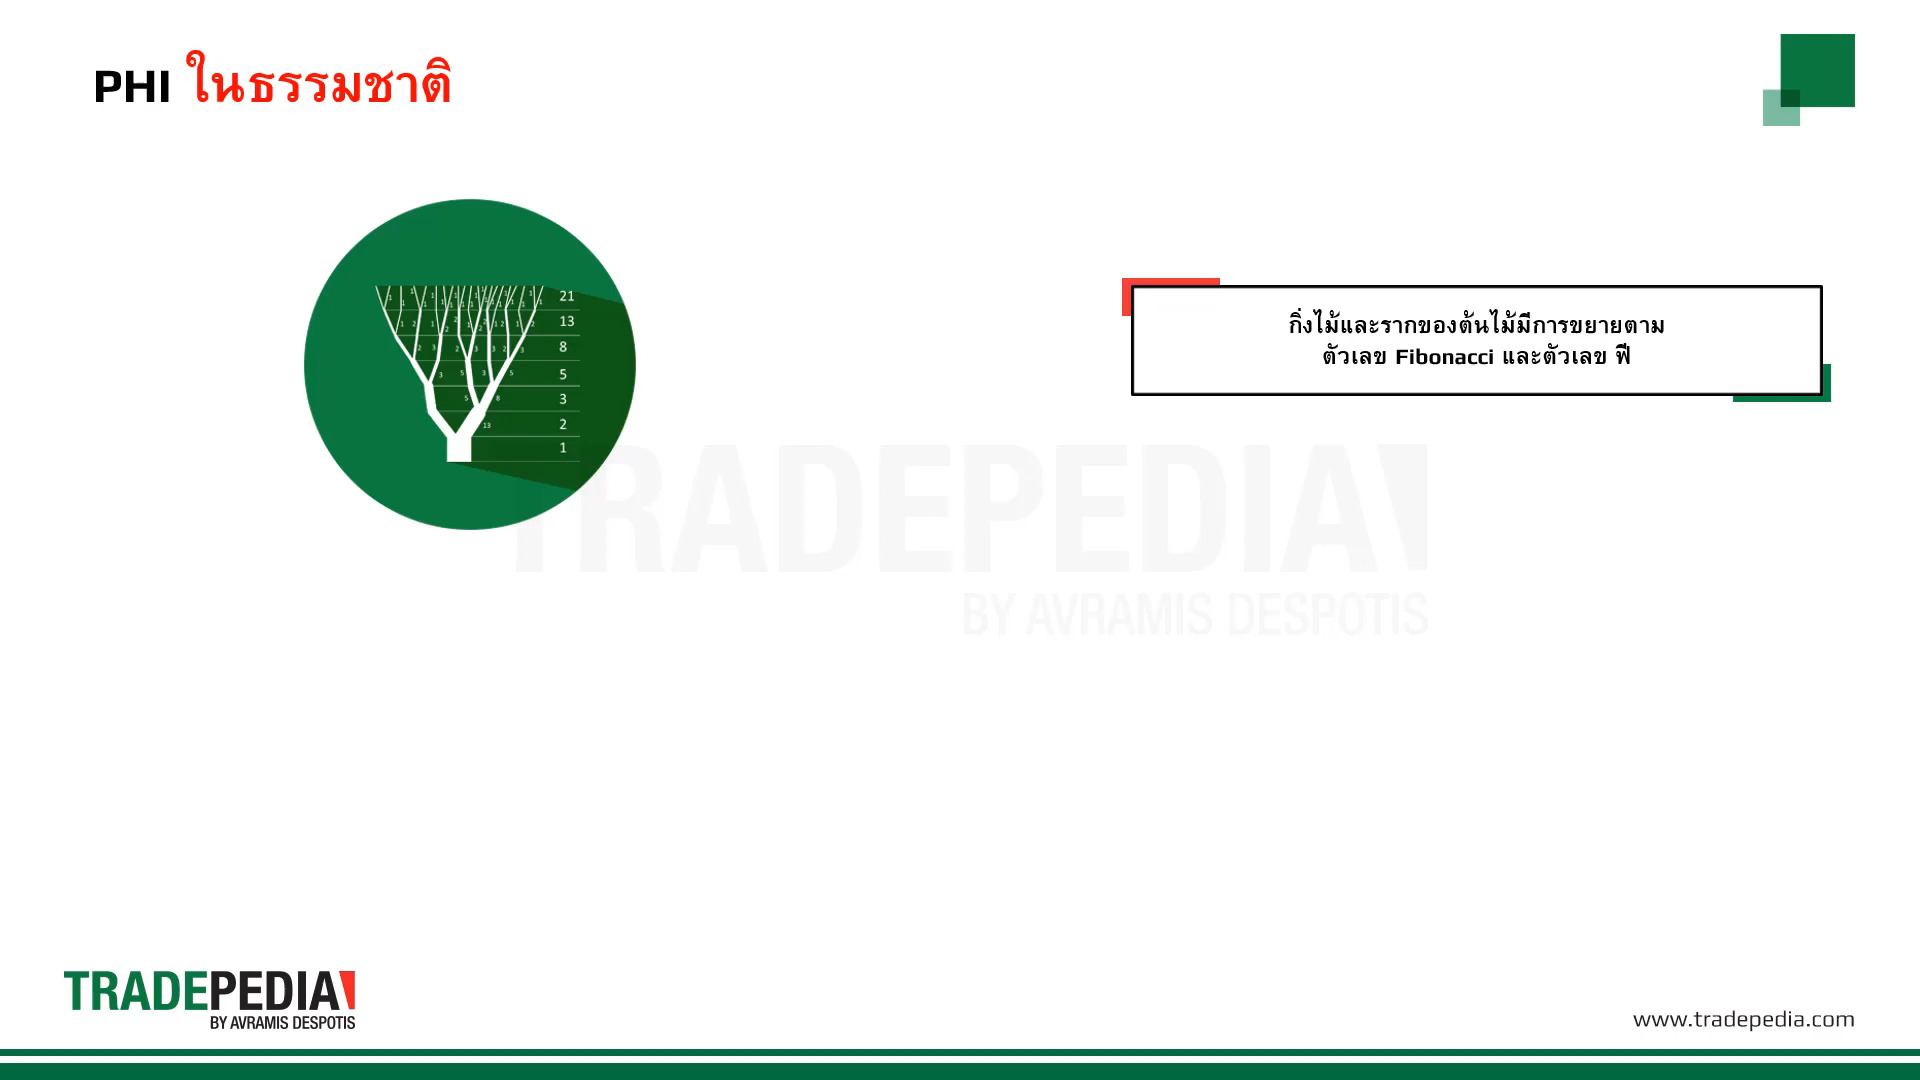 PHI ในธรรมชาติ
21
13
8
5
3
2
1
กิ่งไม้และรากของต้นไม้มีการขยายตาม
ตัวเลข Fibonacci และตัวเลข ฟี
TRADEPEDIA
BY AVRAMIS DESPOTIS
TRADEPEDIA
BY AVRAMIS DESPOTIS
www.tradepedia.com